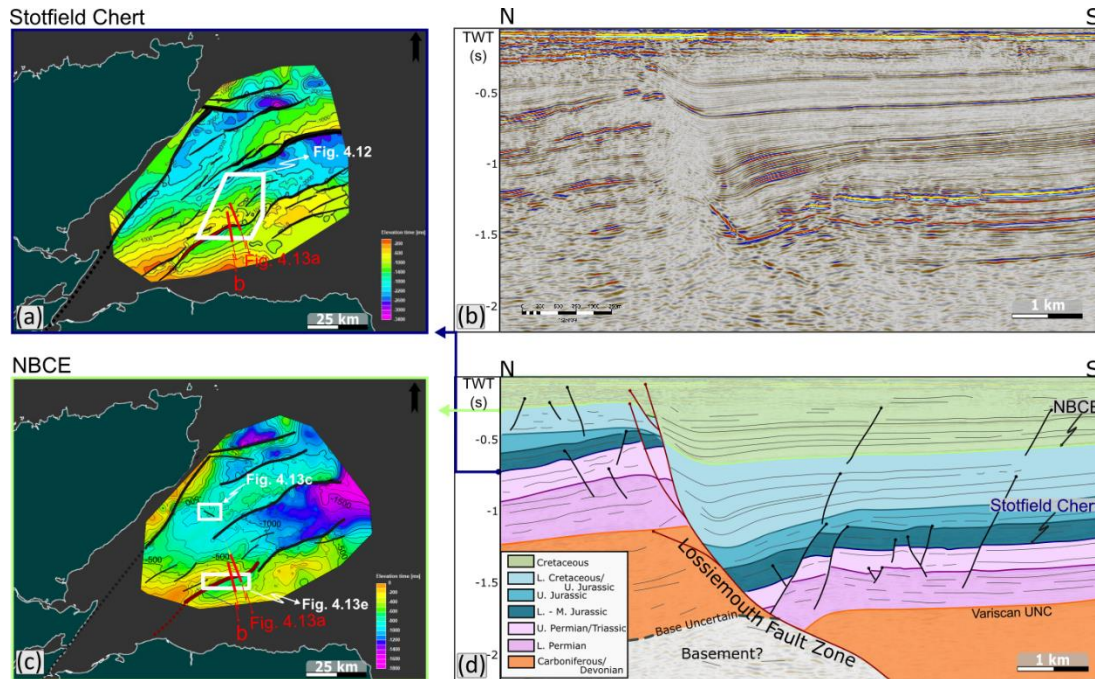 Stotfield Chert
Fig. 4.12
Fig. 4.13a
b
Elevation time [ms]
(a)
25 km
N
S
TWT
(s)
-0.5
-1
-1.5
-2
(b)
1 km
NBCE
Fig. 4.13c
-1000
-500
Fig. 4.13a
Fig. 4.13e
b
Elevation time [ms]
(c)
25 km
N
S
TWT
(s)
NBCE
-0.5
-1
Stotfield Chert
-1.5
-2
Lossiemouth Fault Zone
Variscan UNC
Base Uncertain
Basement?
Cretaceous
L. Cretaceous/
U. Jurassic
U. Jurassic
L. - M. Jurassic
U. Permian/Triassic
L. Permian
Carboniferous/
Devonian
(d)
1 km